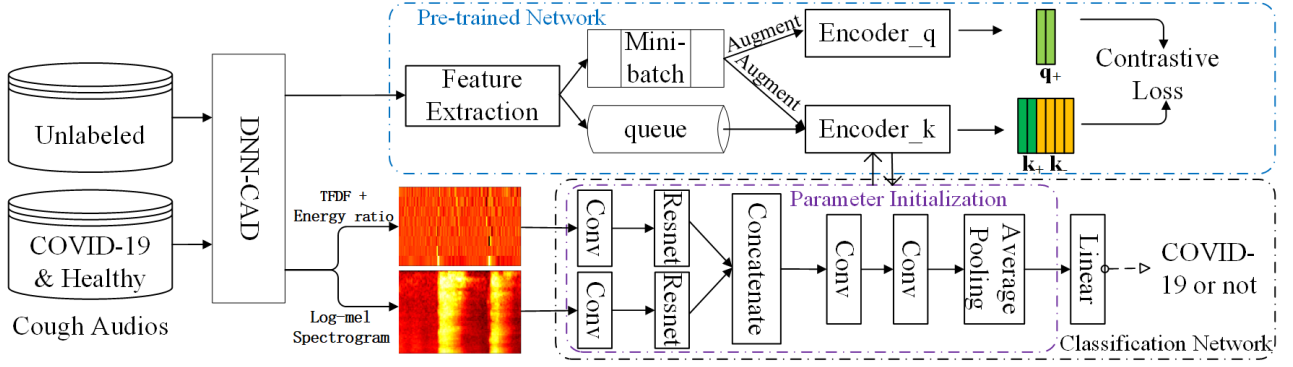 Pre-trained Network
Unlabeled
COVID-19
& Healthy
Cough Audios
DNN-CAD
Feature
Extraction
Mini-
batch
queue
Augment
Augment
Encoder_q
Encoder_k
q+
k+ k-
Contrastive
Loss
TFDF +
Energy ratio
Log-mel
Spectrogram
Parameter Initialization
Conv
Resnet
Conv
Resnet
Concatenate
Conv
Conv
Average
Pooling
Linear
COVID-
19 or not
Classification Network